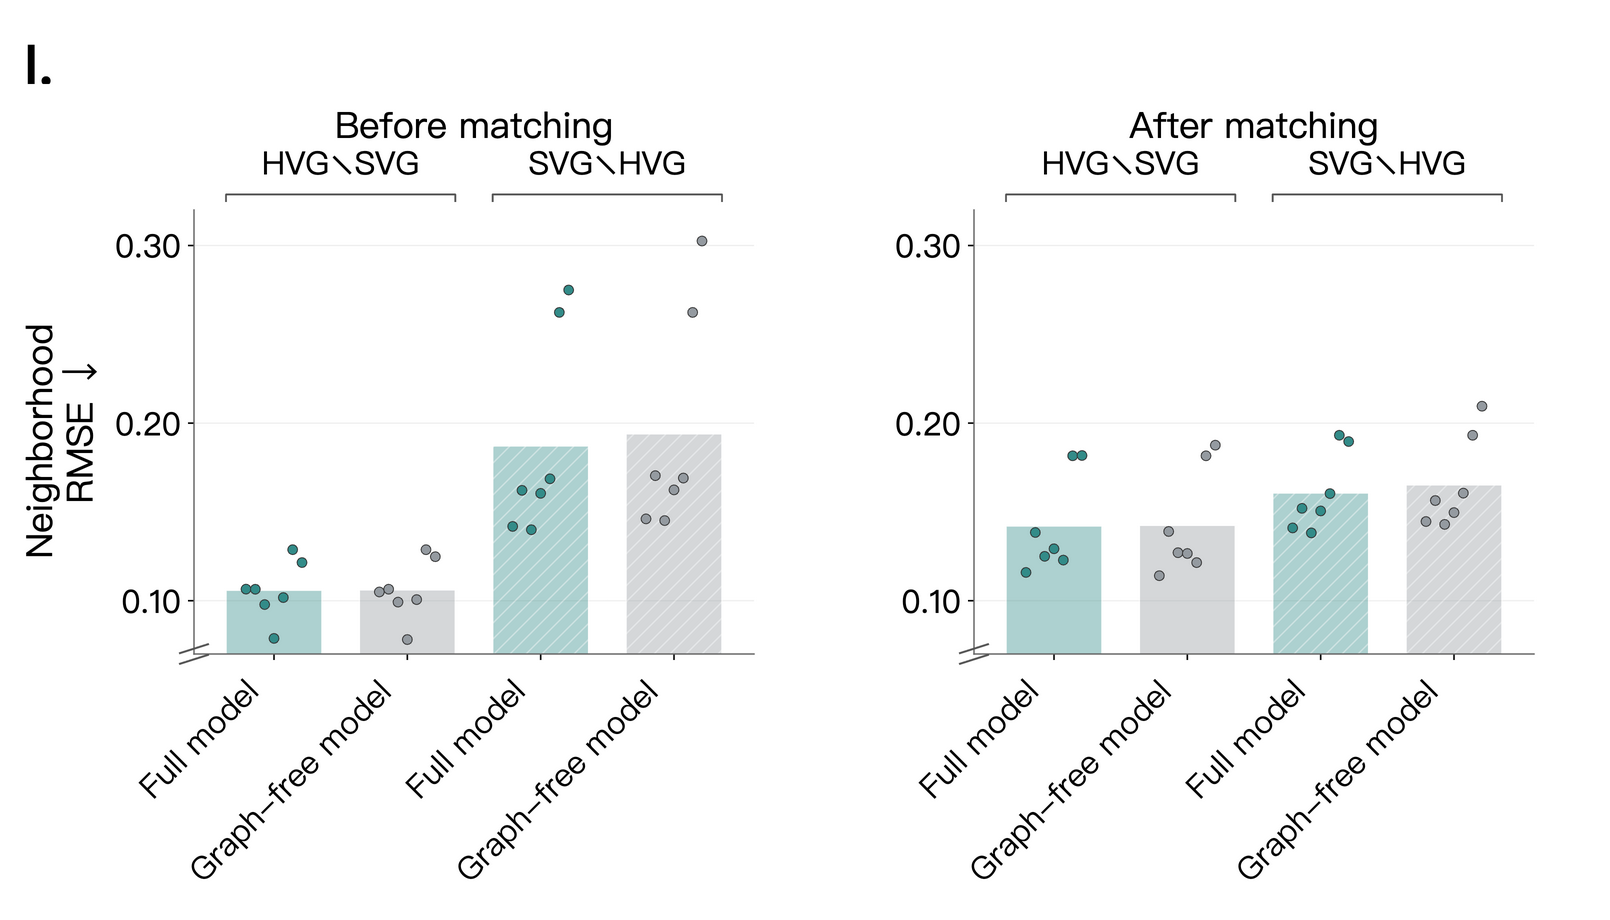 I.
Before matching
HVG∖SVG
SVG∖HVG
Neighborhood
RMSE ↓
0.30
0.20
0.10
Full model
Graph-free model
Full model
Graph-free model
After matching
HVG∖SVG
SVG∖HVG
0.30
0.20
0.10
Full model
Graph-free model
Full model
Graph-free model